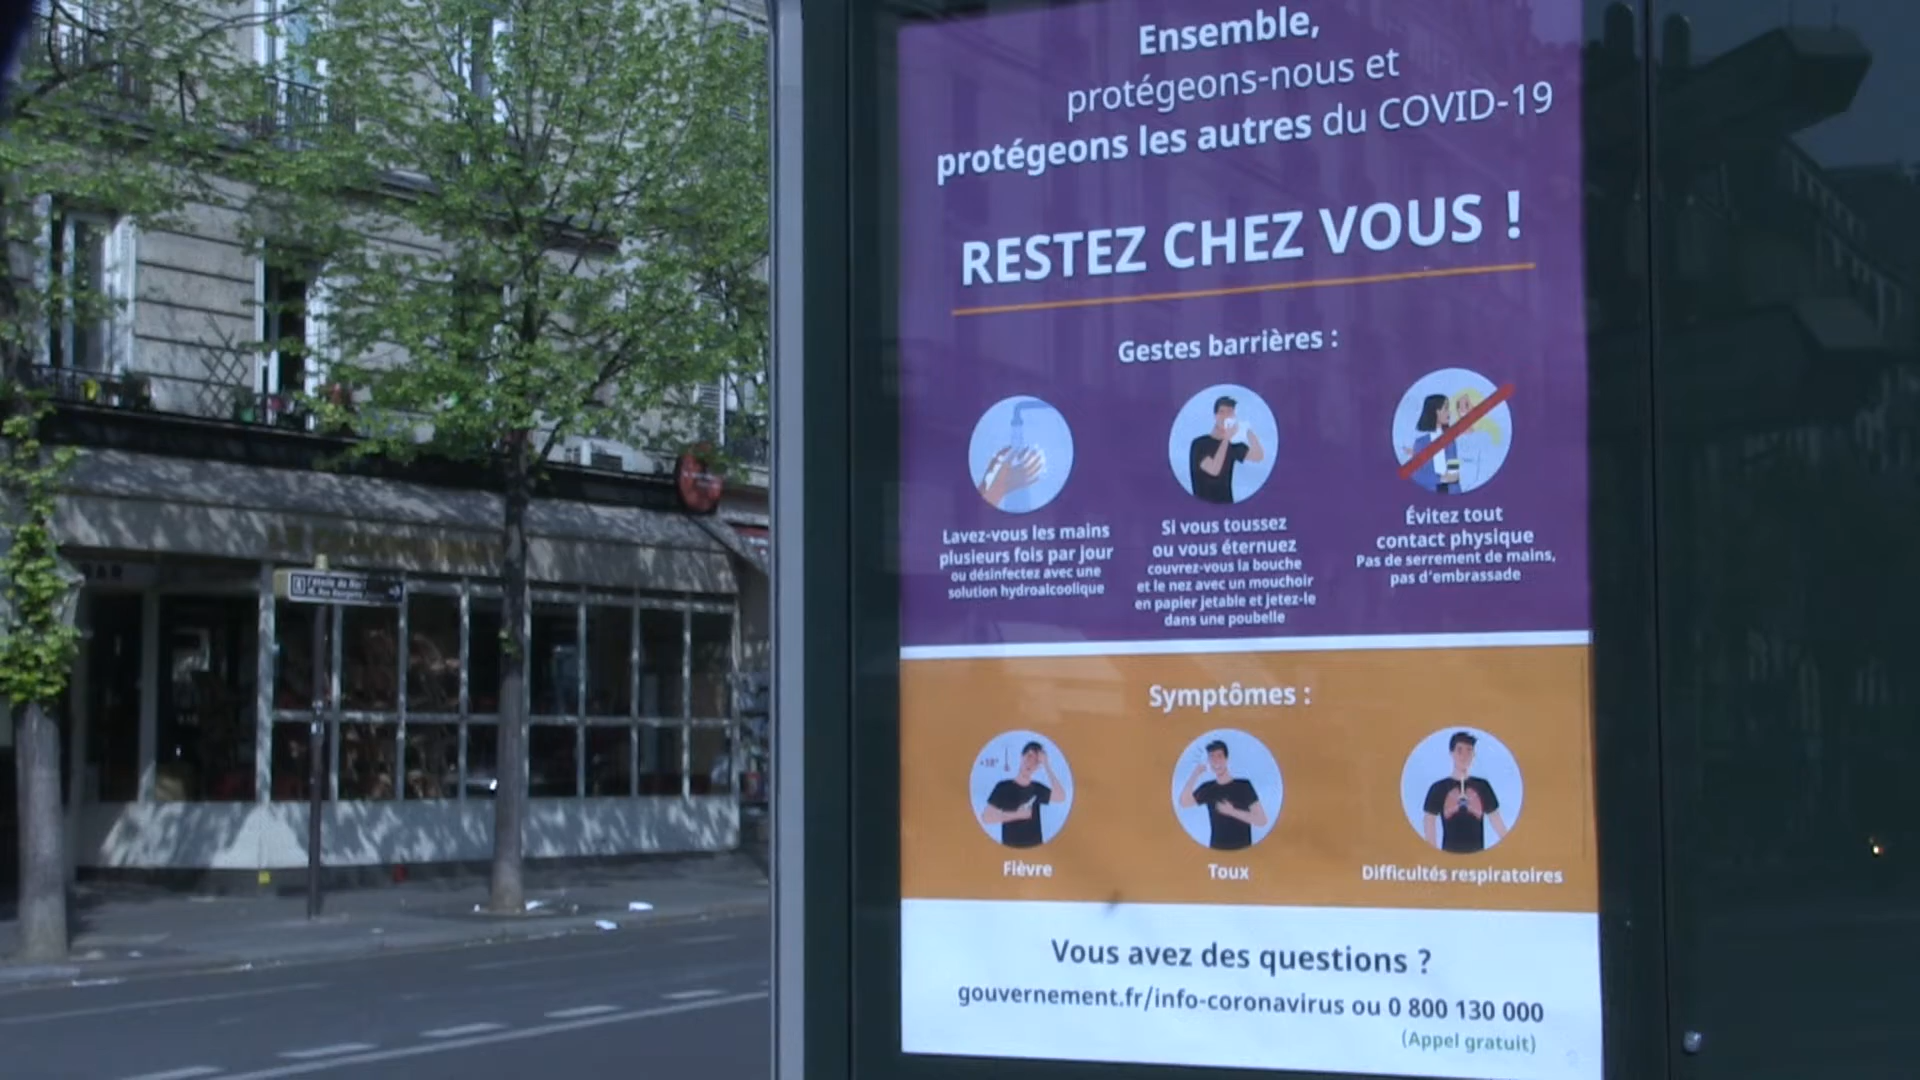 Ensemble,
protégeons-nous et
protégeons les autres du COVID-19
RESTEZ CHEZ VOUS !
Gestes barrières :
Lavez-vous les mains
plusieurs fois par jour
ou désinfectez avec une
solution hydroalcoolique
Si vous toussez
ou vous éternuez
couvrez-vous la bouche
et le nez avec un mouchoir
en papier jetable et jetez-le
dans une poubelle
Évitez tout
contact physique
Pas de serrement de mains,
pas d'embrassade
Symptômes :
Fièvre
Toux
Difficultés respiratoires
Vous avez des questions ?
gouvernement.fr/info-coronavirus ou 0 800 130 000
(Appel gratuit)
BAR